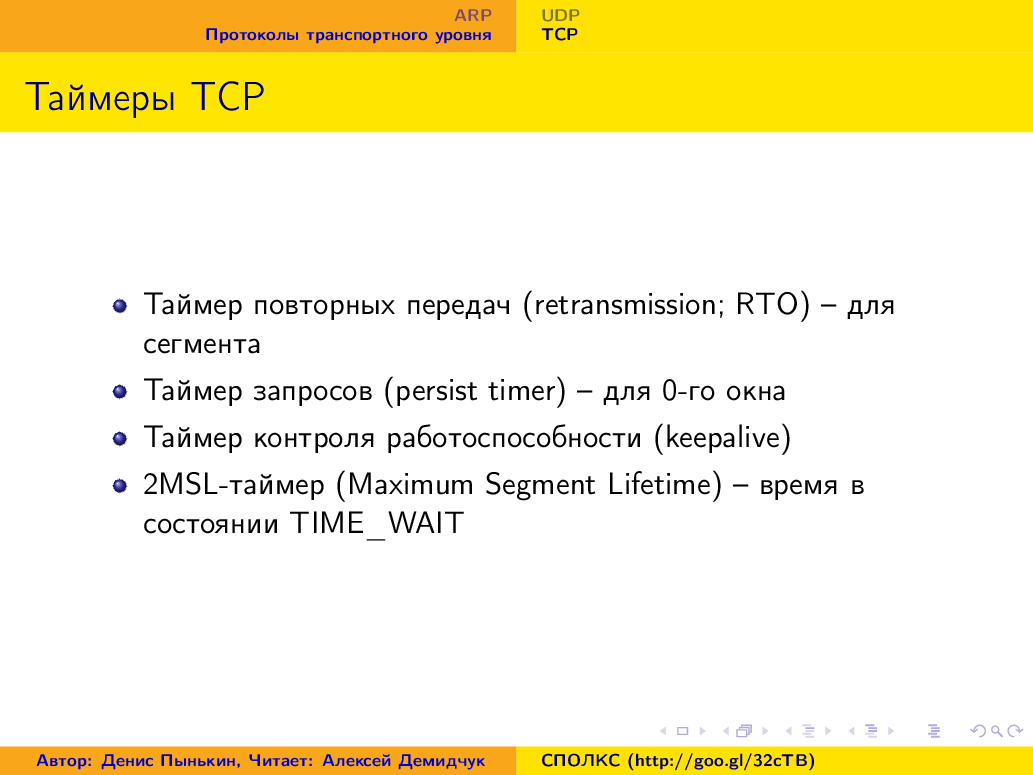 ARP
Протоколы транспортного уровня
UDP
TCP
Таймеры TCP
Таймер повторных передач (retransmission; RTO) – для
сегмента
Таймер запросов (persist timer) – для 0-го окна
Таймер контроля работоспособности (keepalive)
2MSL-таймер (Maximum Segment Lifetime) – время в
состоянии TIME_WAIT
Автор: Денис Пынькин, Читает: Алексей Демидчук
СПОЛКС (http://goo.gl/32cTB)